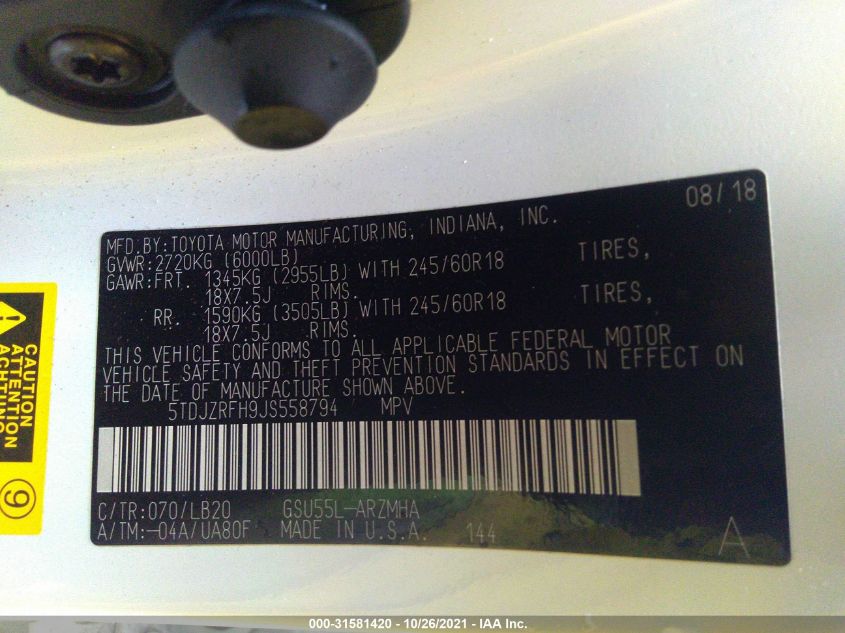 08/18
MFD.BY:TOYOTA MOTOR MANUFACTURING, INDIANA, INC.
GVWR:2720KG (6000LB)
GAWR:FRT. 1345KG (2955LB) WITH 245/60R18 TIRES,
18X7.5J RIMS.
RR. 1590KG (3505LB) WITH 245/60R18 TIRES,
18X7.5J RIMS.
THIS VEHICLE CONFORMS TO ALL APPLICABLE FEDERAL MOTOR
VEHICLE SAFETY AND THEFT PREVENTION STANDARDS IN EFFECT ON
THE DATE OF MANUFACTURE SHOWN ABOVE.
5TDJZRFH9JS558794 MPV
C/TR:070/LB20 GSU55L-ARZMHA
A/TM:-04A/UA80F MADE IN U.S.A. 144
A
CAUTION
ATTENTION
ACHTUNG
9
000-31581420 - 10/26/2021 - IAA Inc.